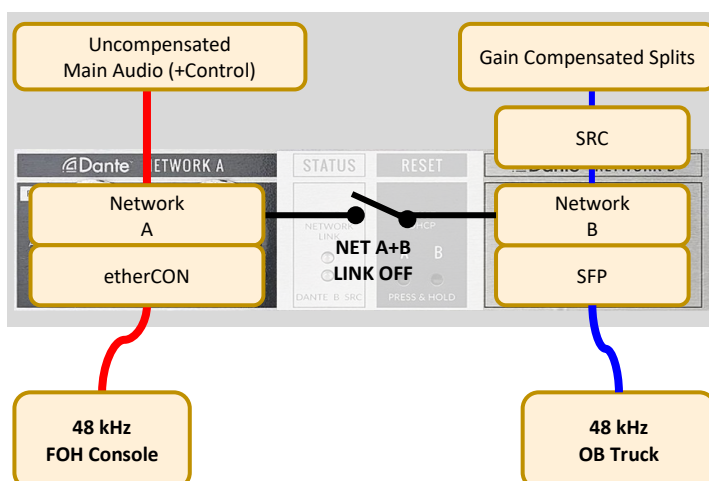 Uncompensated
Main Audio (+Control)
Gain Compensated Splits
SRC
Dante
NETWORK A
STATUS
RESET
Network
A
NETWORK
LINK
NET A+B
LINK OFF
A B
Network
B
etherCON
SFP
DANTE B SRC
PRESS & HOLD
48 kHz
FOH Console
48 kHz
OB Truck